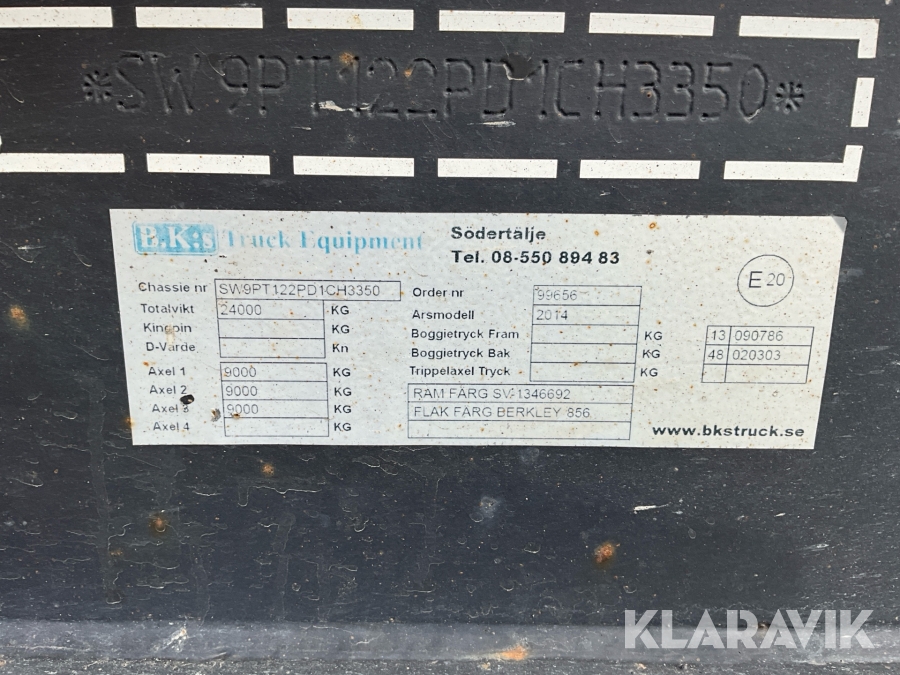 *SW9PT122PD1CH3350*
B.K:s Truck Equipment
Södertälje
Tel. 08-550 894 83
E 20
Chassie nr SW9PT122PD1CH3350
Totalvikt 24000 KG
Kingpin KG
D-Värde Kn
Axel 1 9000 KG
Axel 2 9000 KG
Axel 3 9000 KG
Axel 4 KG
Order nr 99656
Årsmodell 2014
Boggietryck Fram KG
Boggietryck Bak KG
Trippelaxel Tryck KG
RAM FÄRG SV-1346692
FLAK FÄRG BERKLEY 856
13 090786
48 020303
www.bkstruck.se
KLARAVIK